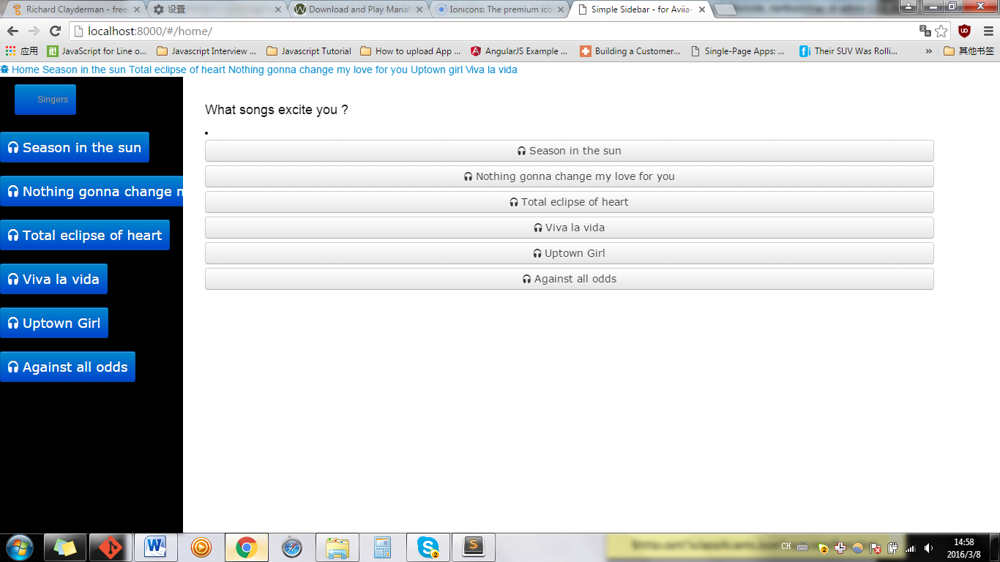 Richard Clayderman - free
设置
Download and Play Mariah
Ionicons: The premium ico
Simple Sidebar - for Aviia-
localhost:8000/#/home/
应用
JavaScript for Line o...
Javascript Interview ...
Javascript Tutorial
How to upload App ...
AngularJS Example ...
Building a Customer...
Single-Page Apps: ...
Their SUV Was Rolli...
»
其他书签
Home Season in the sun Total eclipse of heart Nothing gonna change my love for you Uptown girl Viva la vida
Singers
Season in the sun
Nothing gonna change m
Total eclipse of heart
Viva la vida
Uptown Girl
Against all odds
What songs excite you ?
Season in the sun
Nothing gonna change my love for you
Total eclipse of heart
Viva la vida
Uptown Girl
Against all odds
CH
14:58
2016/3/8